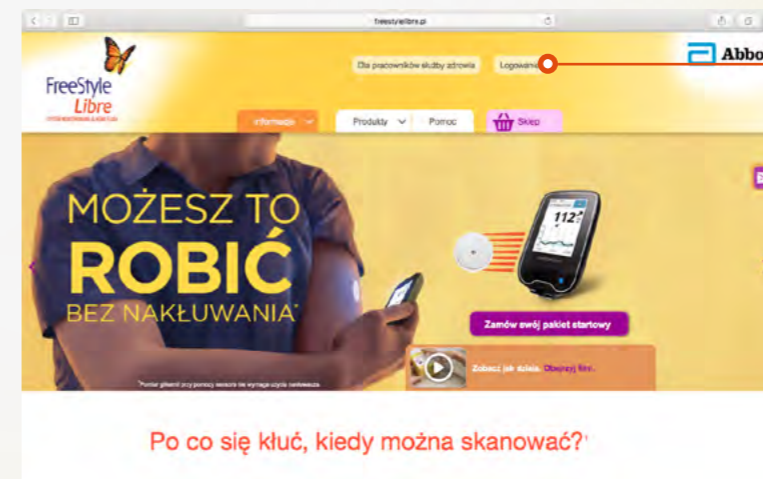 freestylelibre.pl
FreeStyle
Libre
Dla pracowników służby zdrowia
Logowanie
Abbo
Informacje
Produkty
Pomoc
Sklep
MOŻESZ TO
ROBIĆ
BEZ NAKŁUWANIA*
112
Zamów swój pakiet startowy
Zobacz jak działa. Obejrzyj film.
Po co się kłuć, kiedy można skanować?¹